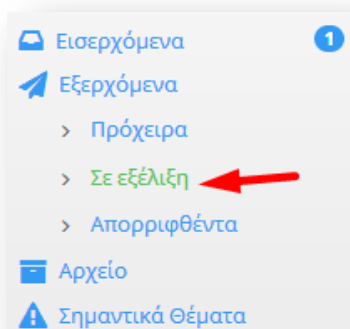 Εισερχόμενα 1
Εξερχόμενα
Πρόχειρα
Σε εξέλιξη
Απορριφθέντα
Αρχείο
Σημαντικά Θέματα